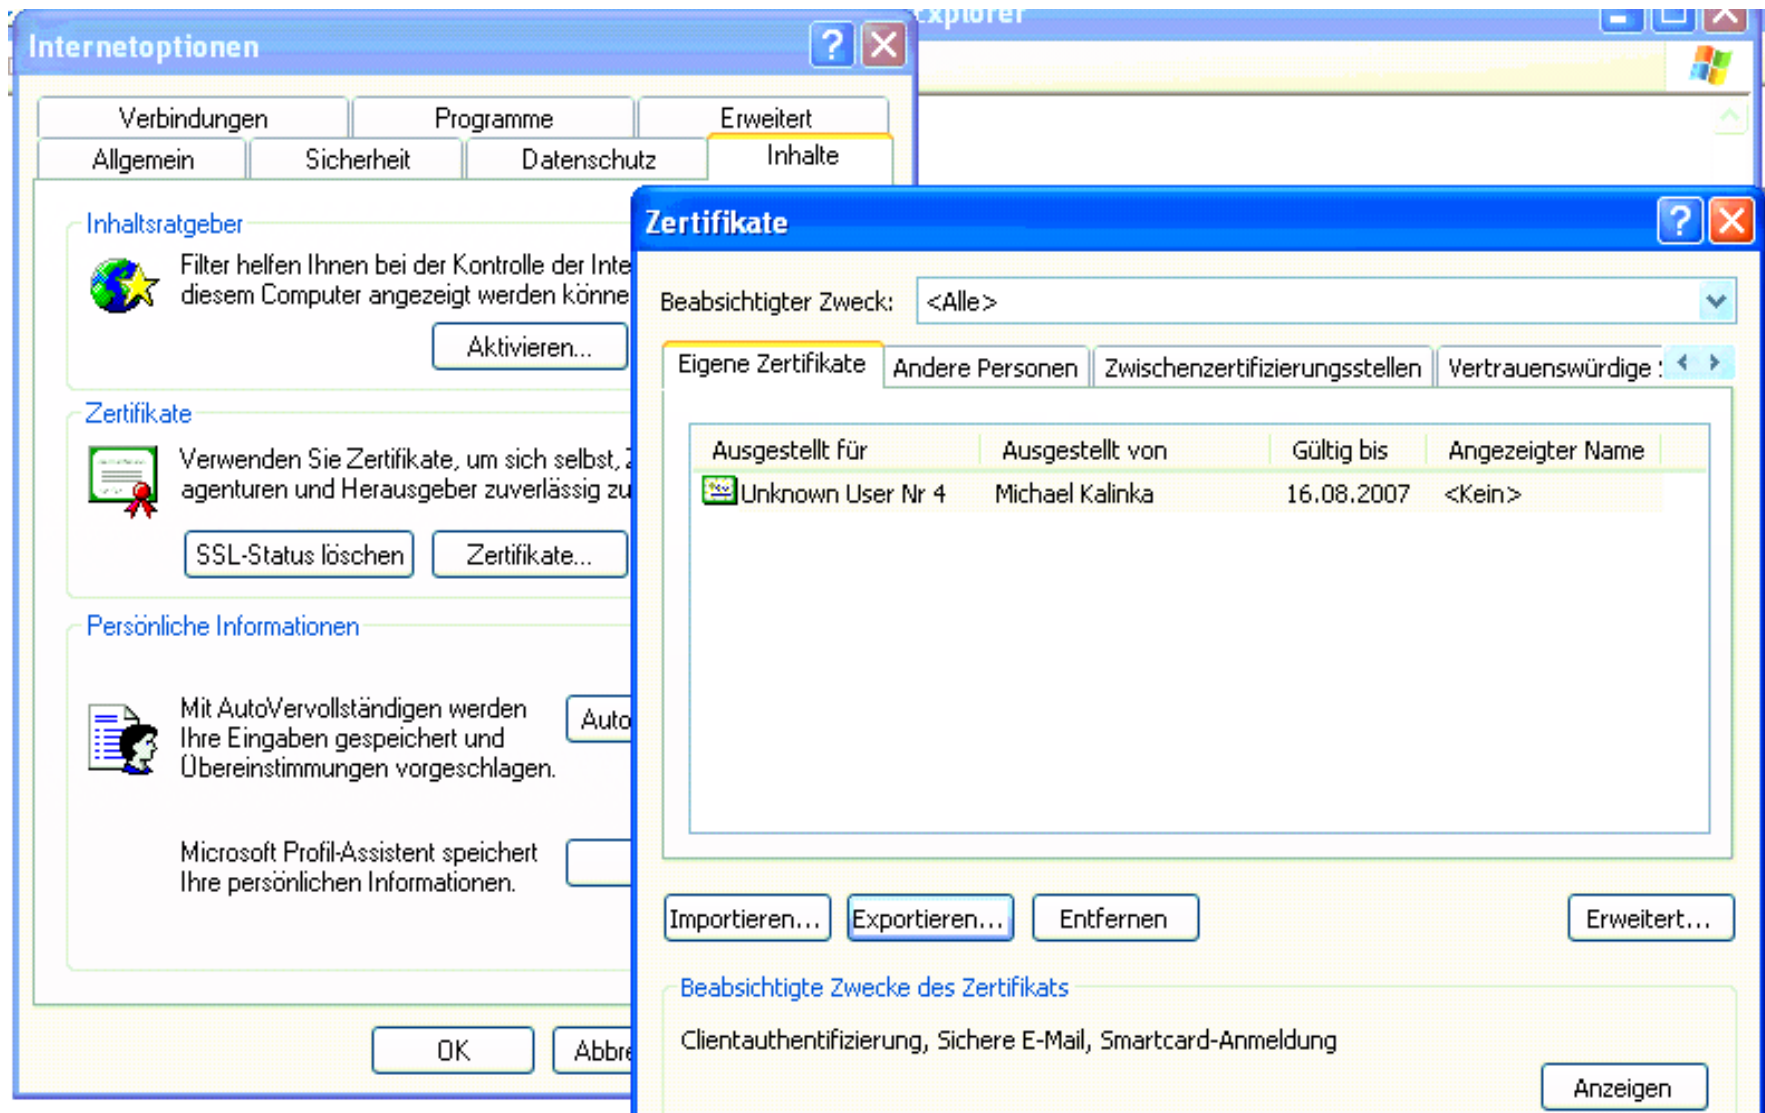 Explorer
Internetoptionen
Verbindungen
Programme
Erweitert
Allgemein
Sicherheit
Datenschutz
Inhalte
Inhaltsratgeber
Filter helfen Ihnen bei der Kontrolle der Inte
diesem Computer angezeigt werden könne
Aktivieren...
Zertifikate
Verwenden Sie Zertifikate, um sich selbst, Z
agenturen und Herausgeber zuverlässig zu
SSL-Status löschen
Zertifikate...
Persönliche Informationen
Mit AutoVervollständigen werden
Ihre Eingaben gespeichert und
Übereinstimmungen vorgeschlagen.
Auto
Microsoft Profil-Assistent speichert
Ihre persönlichen Informationen.
OK
Abbre
Zertifikate
Beabsichtigter Zweck:
<Alle>
Eigene Zertifikate
Andere Personen
Zwischenzertifizierungsstellen
Vertrauenswürdige
Ausgestellt für
Ausgestellt von
Gültig bis
Angezeigter Name
Unknown User Nr 4
Michael Kalinka
16.08.2007
<Kein>
Importieren...
Exportieren...
Entfernen
Erweitert...
Beabsichtigte Zwecke des Zertifikats
Clientauthentifizierung, Sichere E-Mail, Smartcard-Anmeldung
Anzeigen